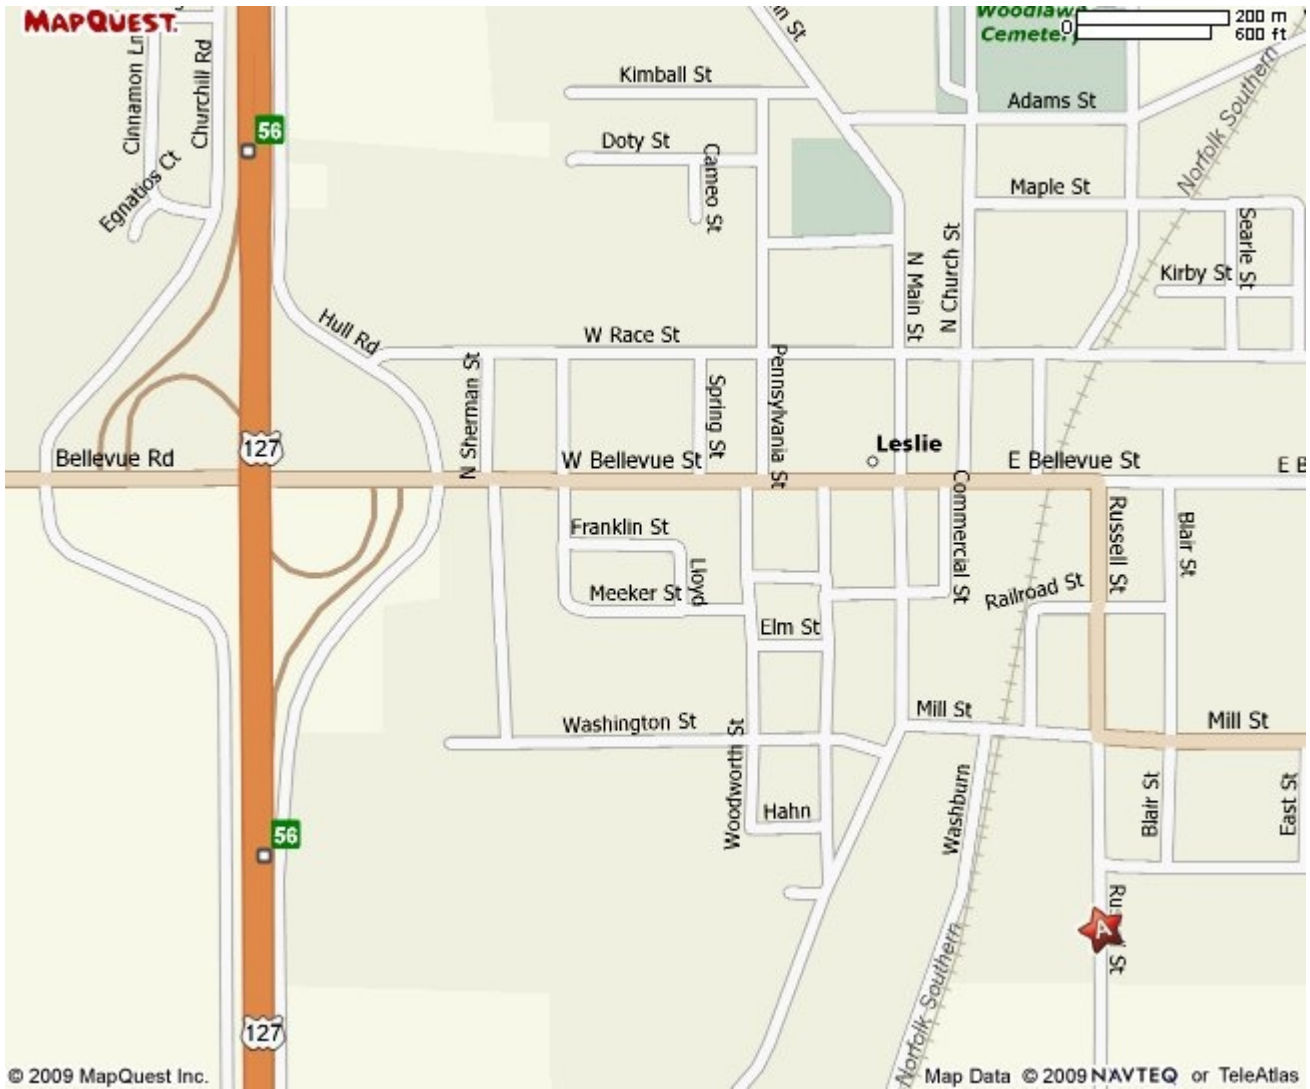 MAPQUEST.
Woodlawn
Cemetery
0
200 m
600 ft
Cinnamon Ln
Churchill Rd
Egnatios Ct
56
Kimball St
Doty St
Cameo St
Adams St
Norfolk Southern
Maple St
Searle St
Kirby St
N Main St
N Church St
Hull Rd
W Race St
N Sherman St
Spring St
Pennsylvania St
127
Bellevue Rd
W Bellevue St
Leslie
E Bellevue St
E B
Commercial St
Russell St
Blair St
Franklin St
Lloyd
Meeker St
Railroad St
Elm St
Washington St
Woodworth St
Mill St
Mill St
Hahn
Washburn
Blair St
East St
56
A
St
Norfolk Southern
127
© 2009 MapQuest Inc.
Map Data © 2009 NAVTEQ or TeleAtlas